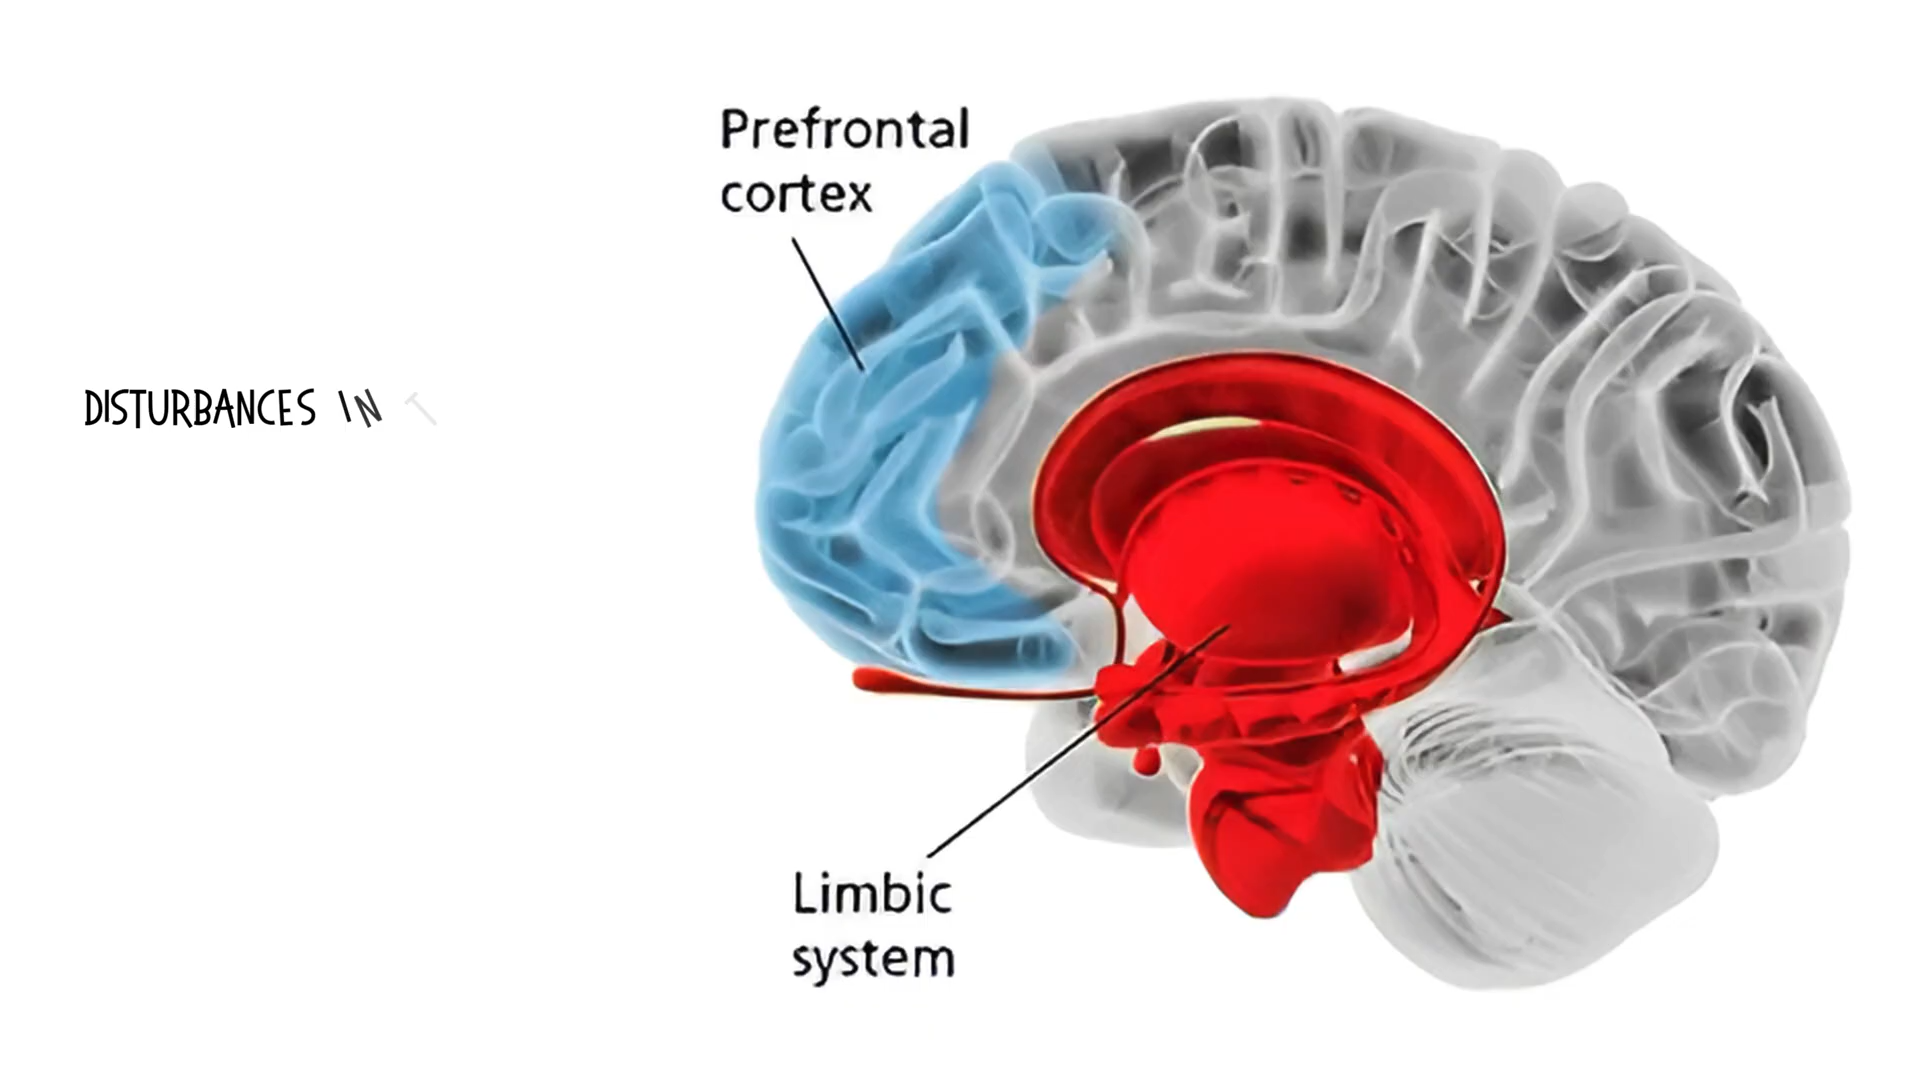 Prefrontal
cortex
DISTURBANCES IN T
Limbic
system